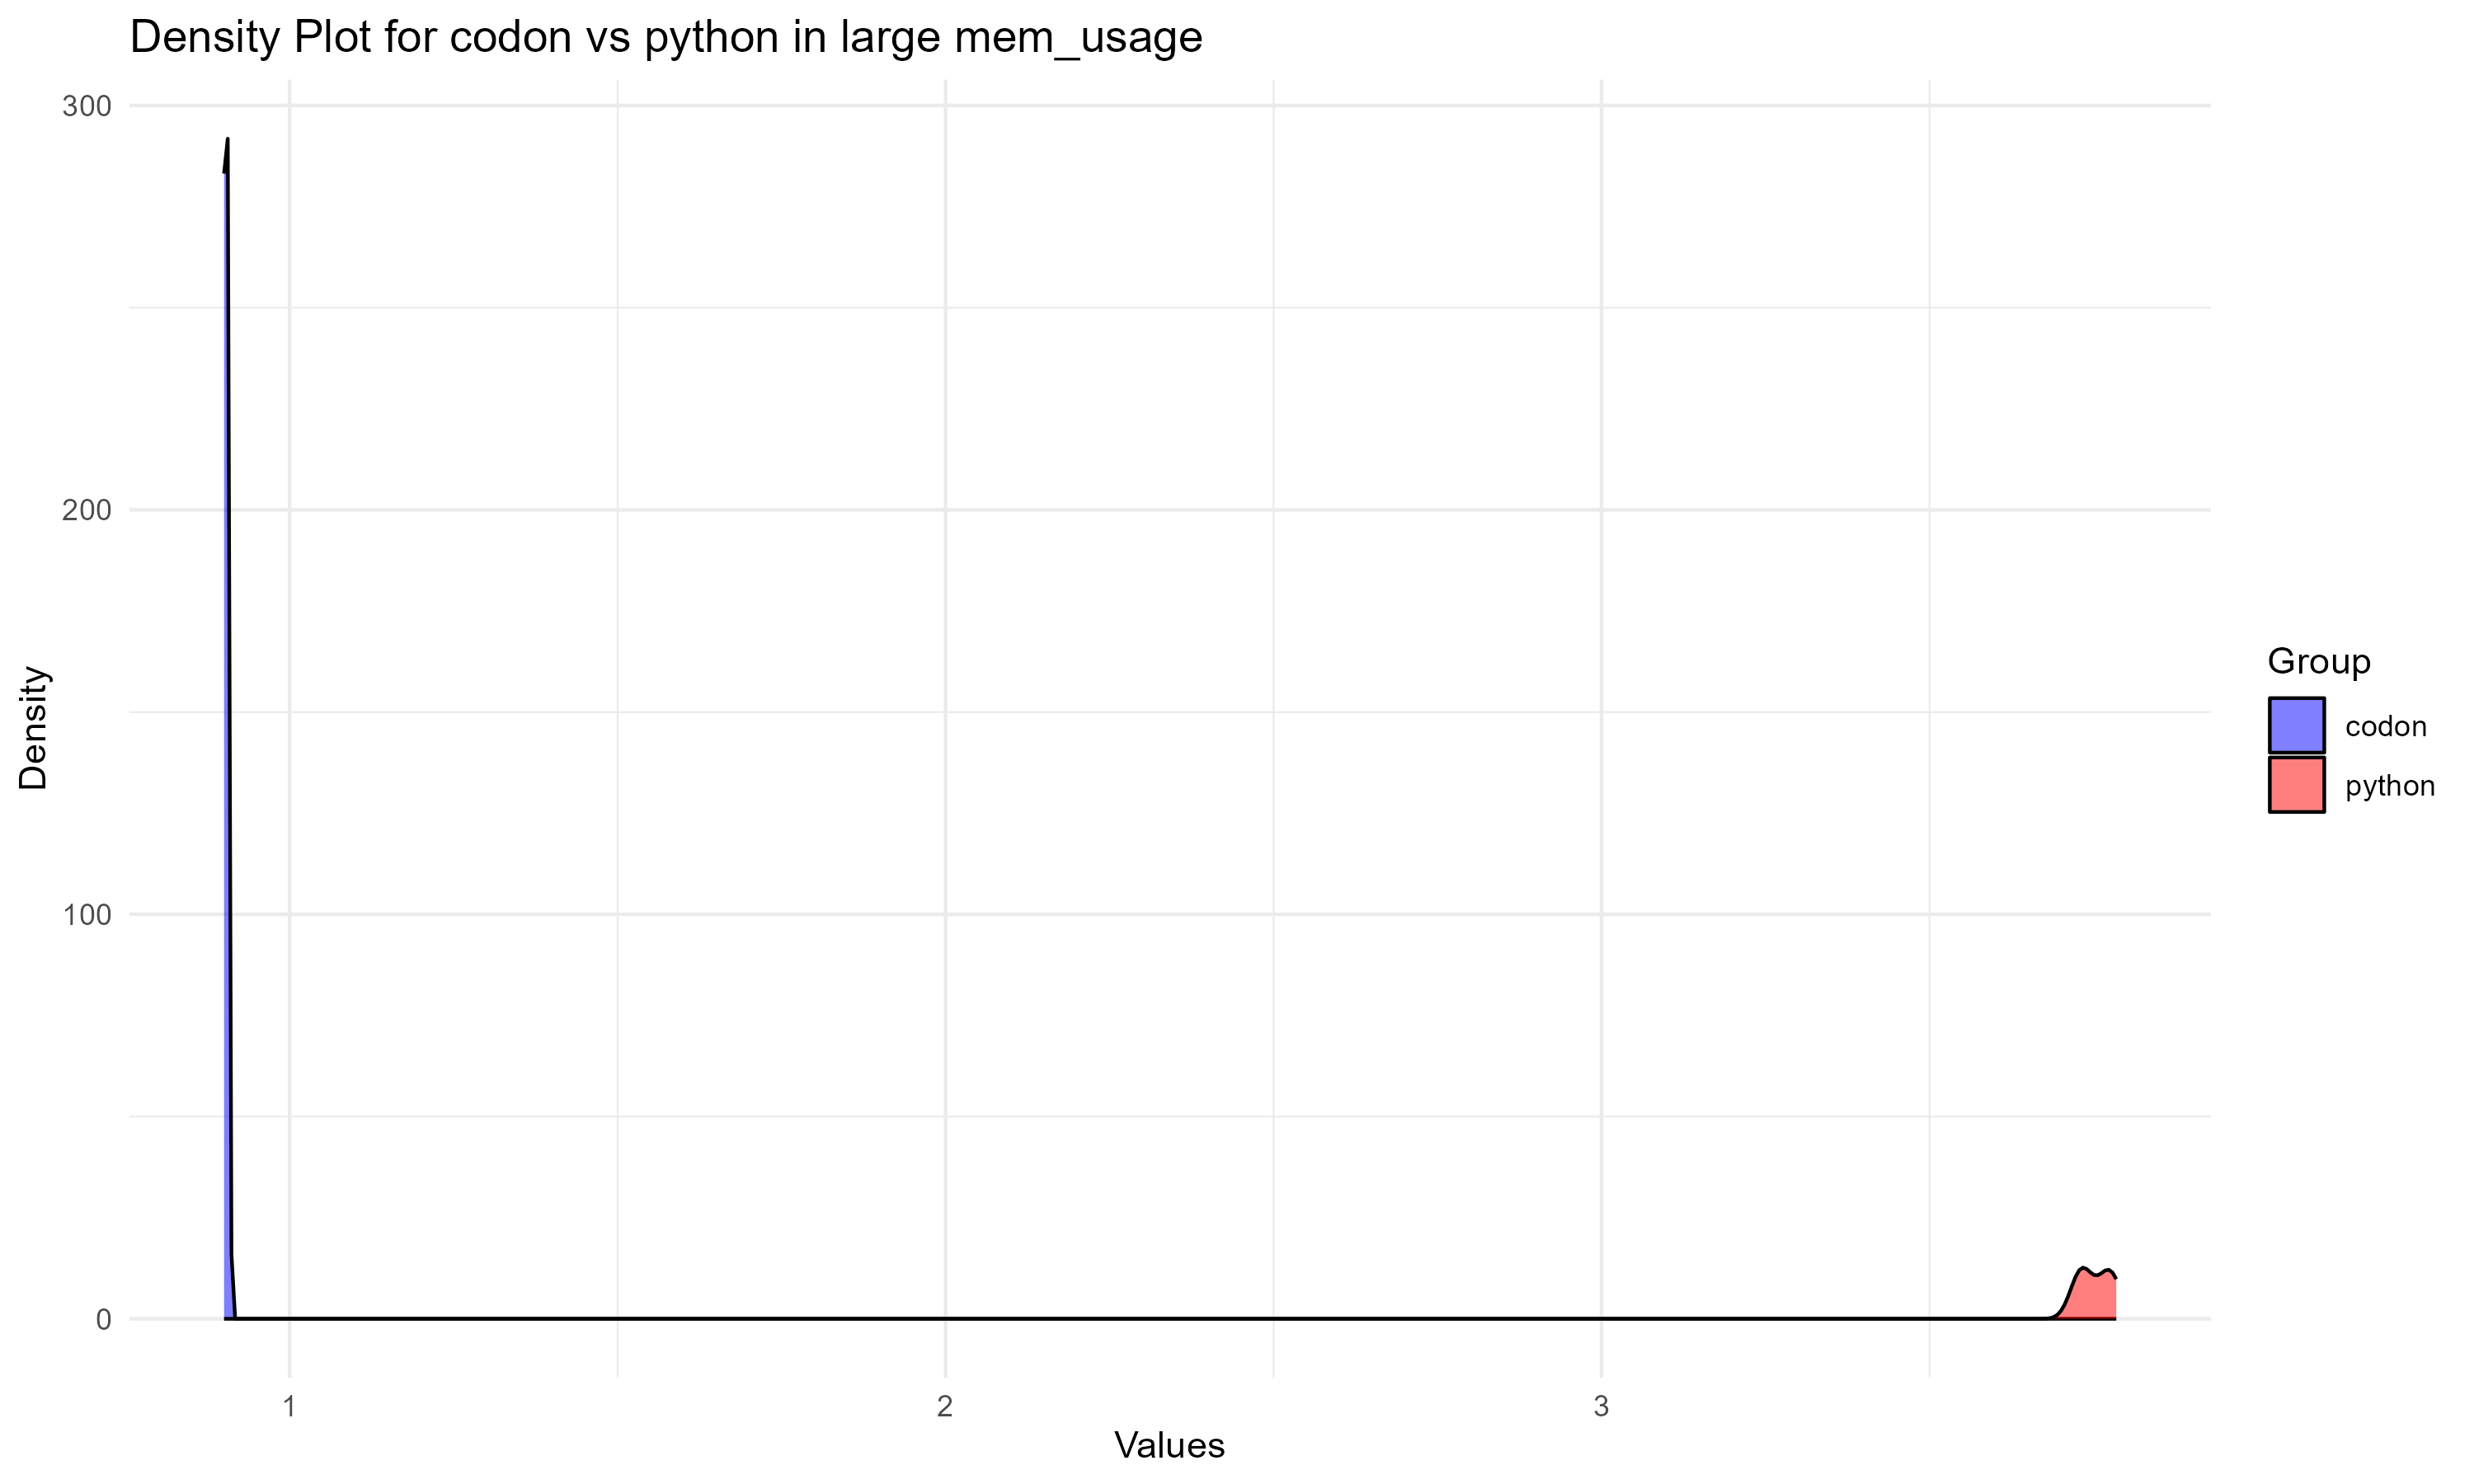 Density Plot for codon vs python in large mem_usage
300
200
100
0
Density
1
2
3
Values
Group
codon
python